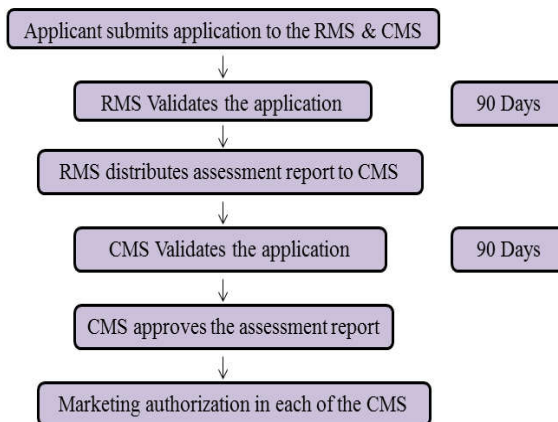 Applicant submits application to the RMS & CMS
RMS Validates the application
90 Days
RMS distributes assessment report to CMS
CMS Validates the application
90 Days
CMS approves the assessment report
Marketing authorization in each of the CMS